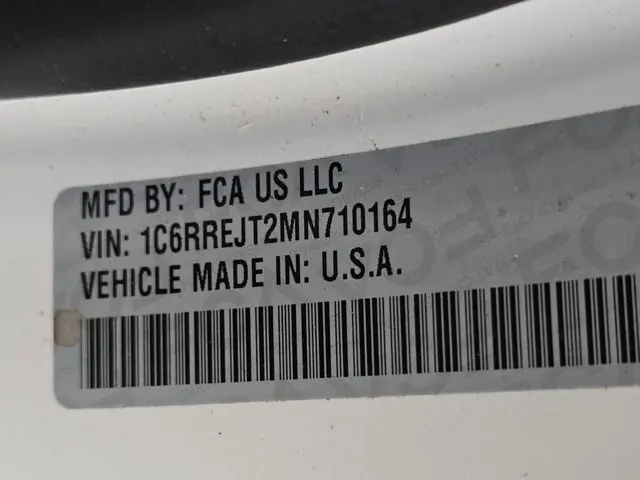 MFD BY: FCA US LLC
VIN: 1C6RREJT2MN710164
VEHICLE MADE IN: U.S.A.